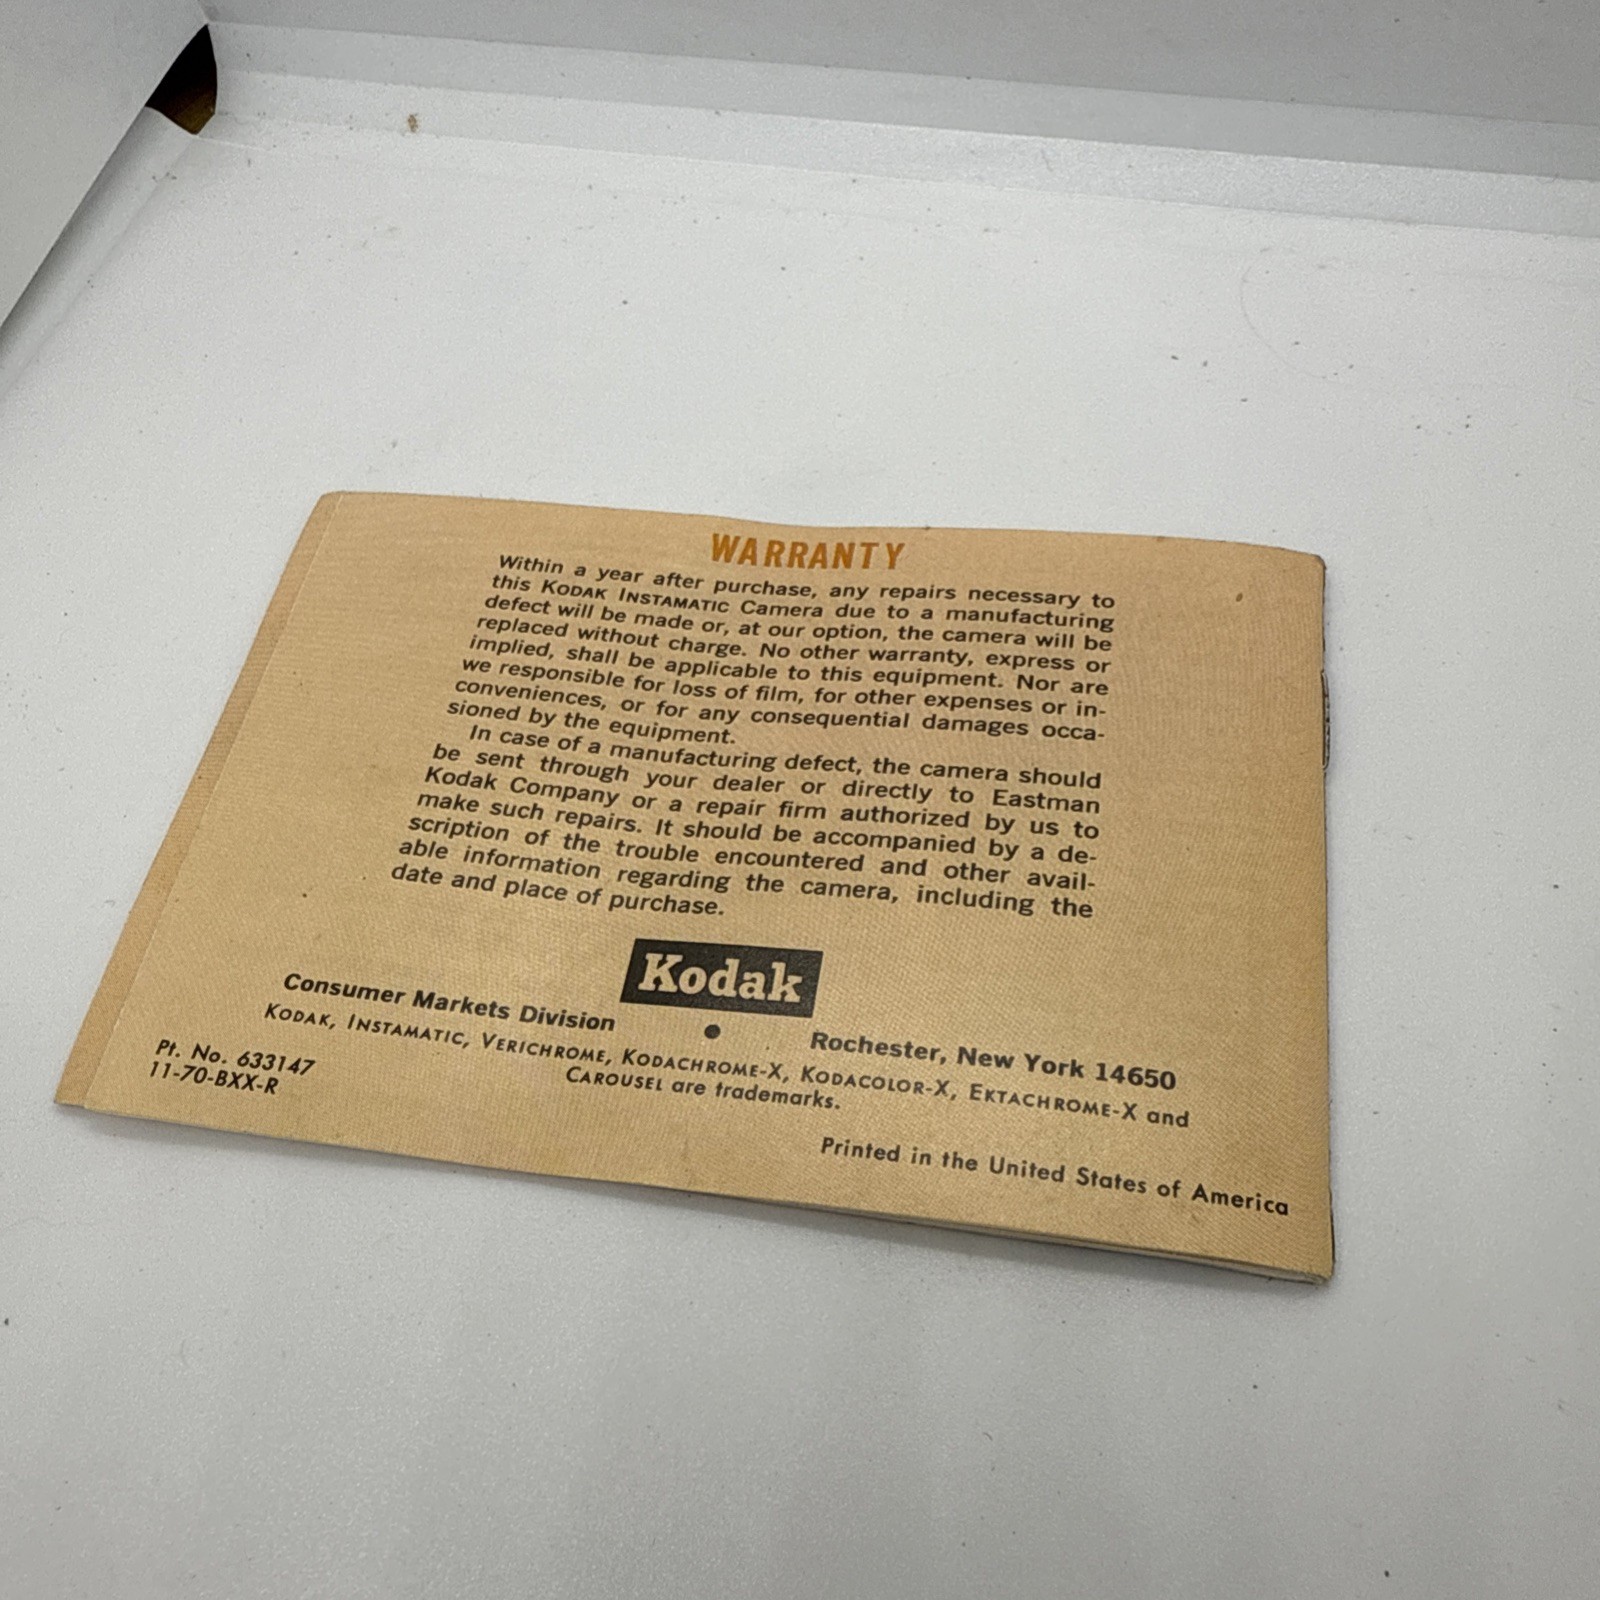 WARRANTY
Within a year after purchase, any repairs necessary to
this KODAK INSTAMATIC Camera due to a manufacturing
defect will be made or, at our option, the camera will be
replaced without charge. No other warranty, express or
implied, shall be applicable to this equipment. Nor are
we responsible for loss of film, for other expenses or in-
conveniences, or for any consequential damages occa-
sioned by the equipment.
In case of a manufacturing defect, the camera should
be sent through your dealer or directly to Eastman
Kodak Company or a repair firm authorized by us to
make such repairs. It should be accompanied by a de-
scription of the trouble encountered and other avail-
able information regarding the camera, including the
date and place of purchase.
Kodak
Consumer Markets Division • Rochester, New York 14650
KODAK, INSTAMATIC, VERICHROME, KODACHROME-X, KODACOLOR-X, EKTACHROME-X and
CAROUSEL are trademarks.
Pt. No. 633147
11-70-BXX-R
Printed in the United States of America